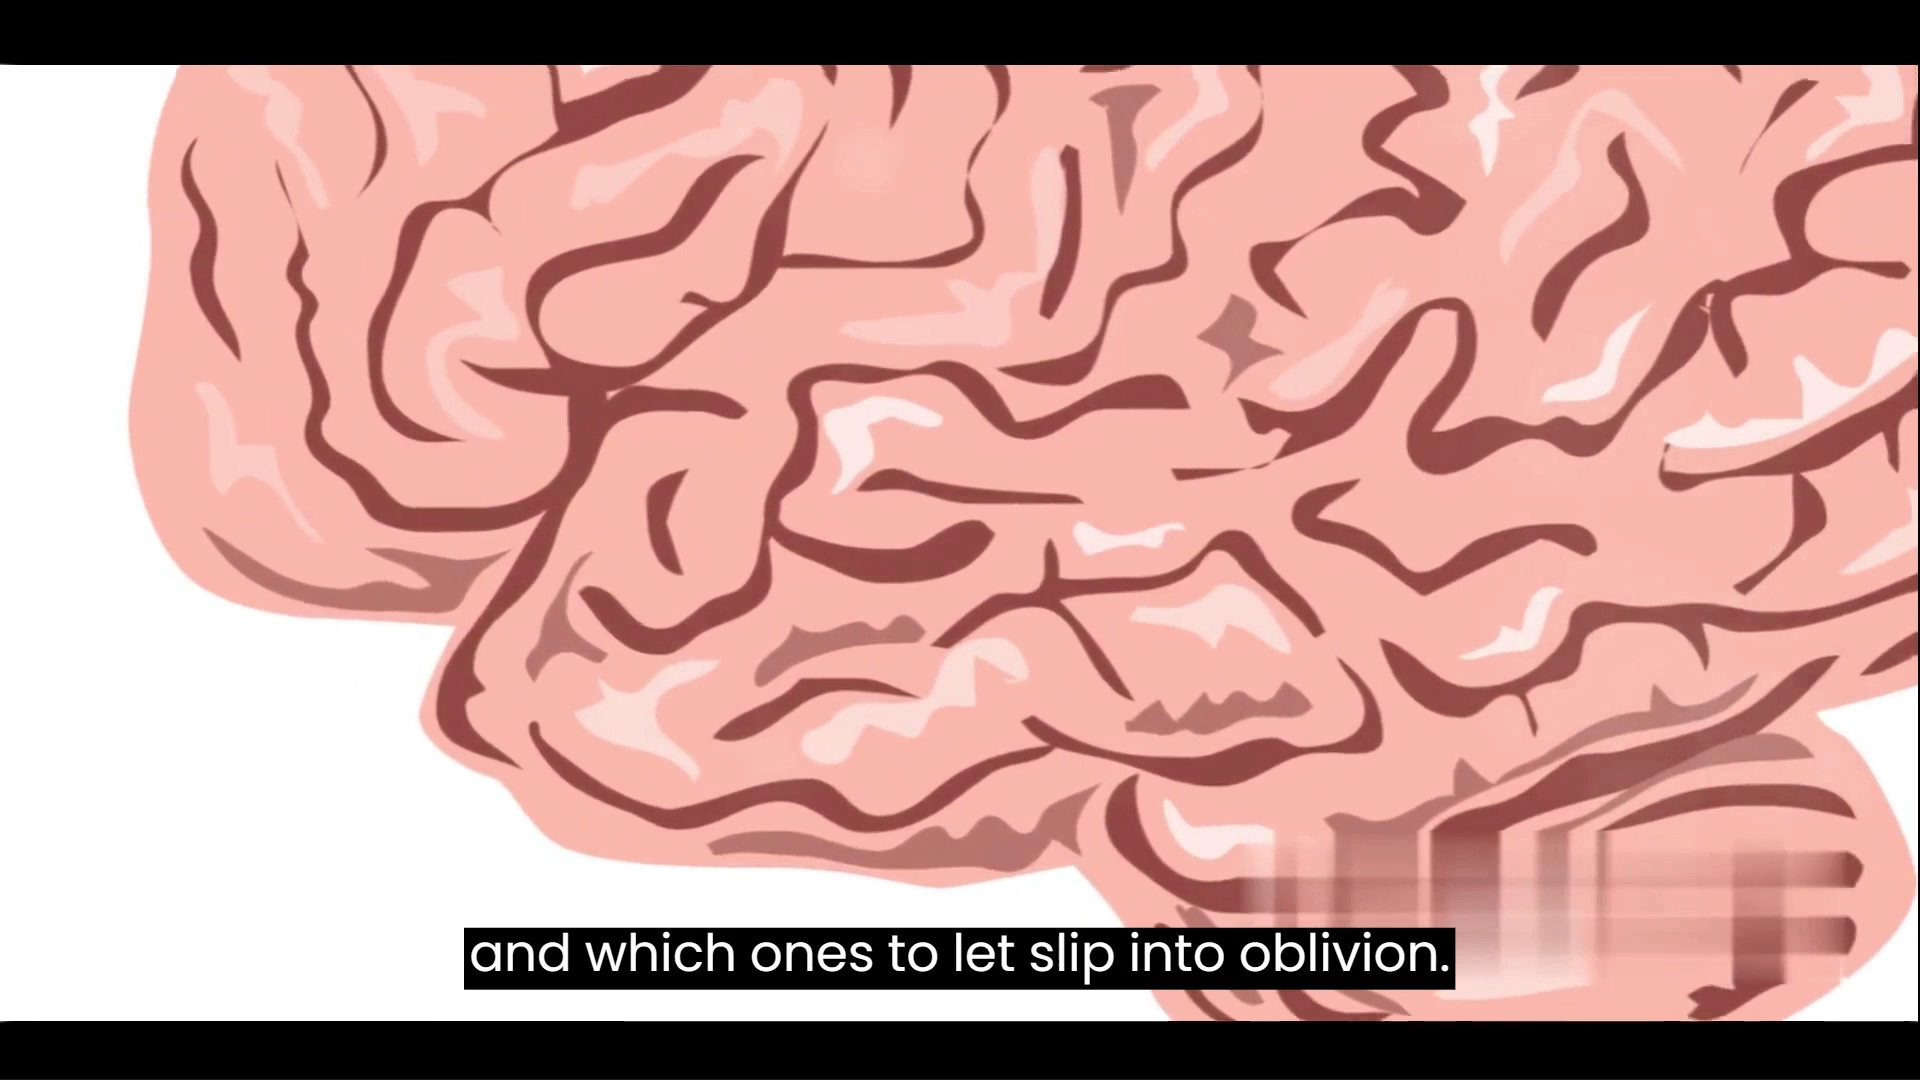 and which ones to let slip into oblivion.